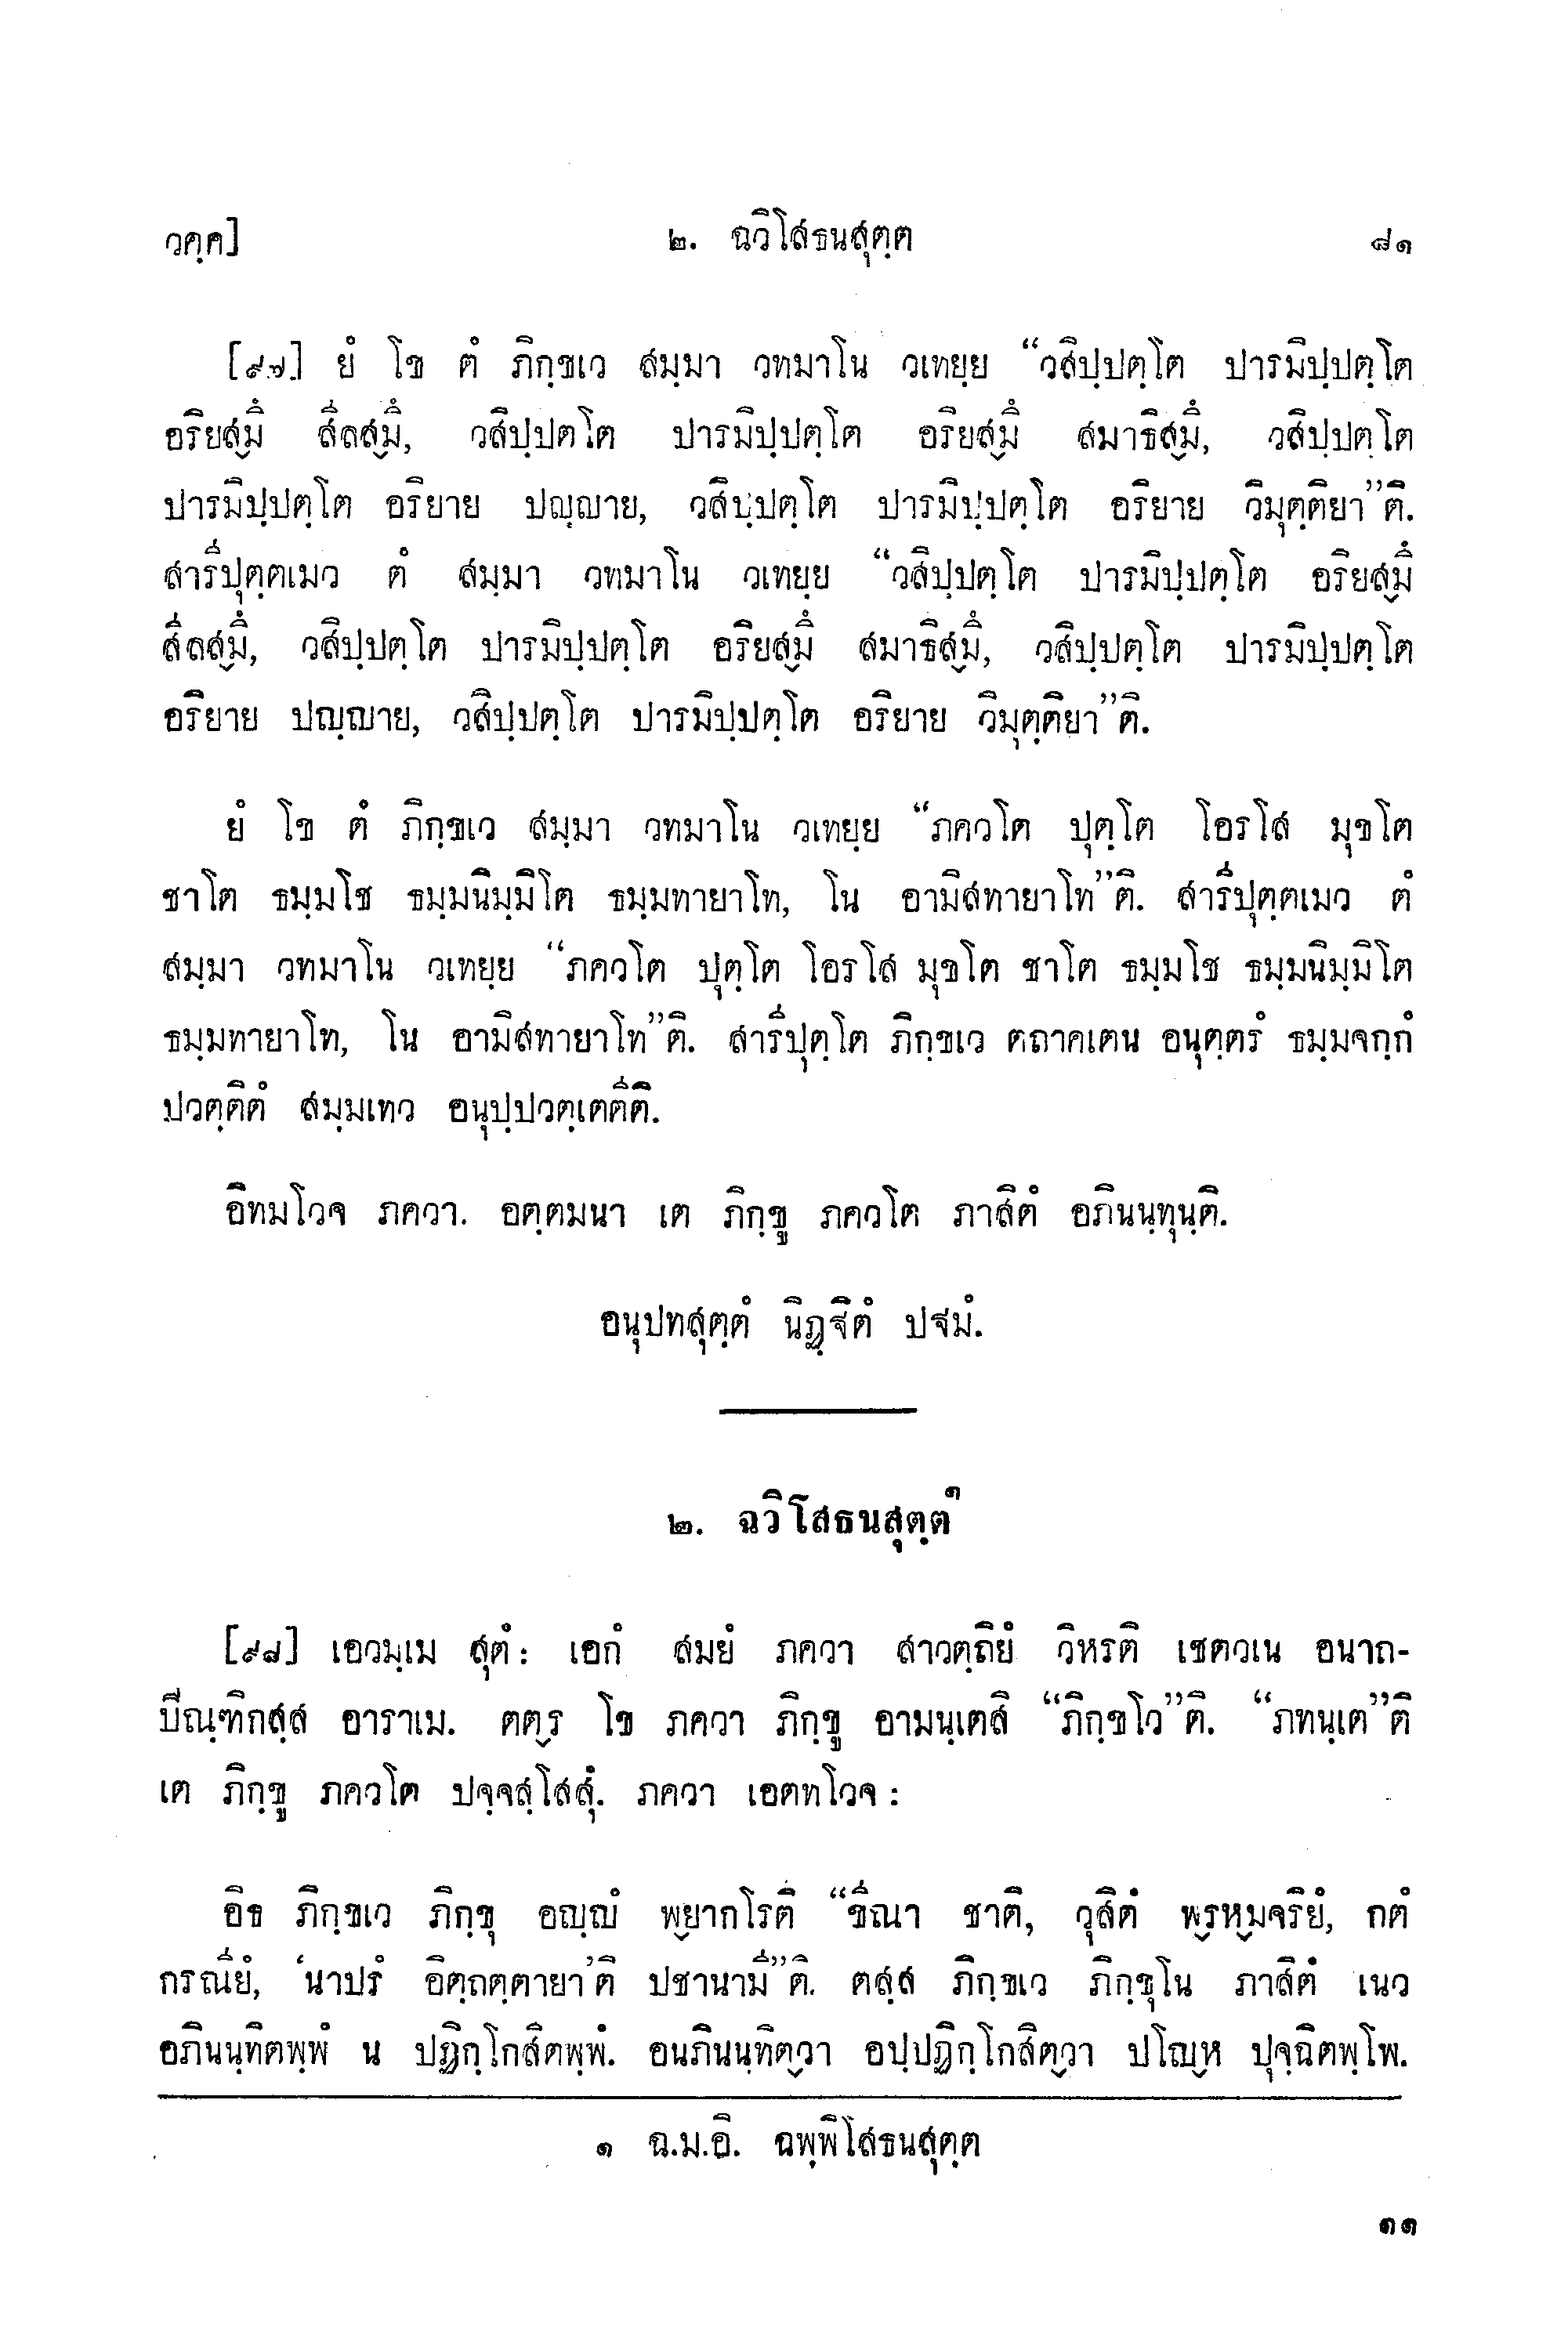 วคฺค] ๒. ฉวิโสธนสุตฺต ๘๑
[๙๗] ยํ โข ตํ ภิกฺขเว สมฺมา วทมาโน วเทยฺย “วสิปฺปตฺโต ปารมิปฺปตฺโต
อริยสฺมึ สีลสฺมึ, วสิปฺปตฺโต ปารมิปฺปตฺโต อริยสฺมึ สมาธิสฺมึ, วสิปฺปตฺโต
ปารมิปฺปตฺโต อริยาย ปญฺญาย, วสิปฺปตฺโต ปารมิปฺปตฺโต อริยาย วิมุตฺติยา”ติ.
สารีปุตฺตเมว ตํ สมฺมา วทมาโน วเทยฺย “วสิปฺปตฺโต ปารมิปฺปตฺโต อริยสฺมึ
สีลสฺมึ, วสิปฺปตฺโต ปารมิปฺปตฺโต อริยสฺมึ สมาธิสฺมึ, วสิปฺปตฺโต ปารมิปฺปตฺโต
อริยาย ปญฺญาย, วสิปฺปตฺโต ปารมิปฺปตฺโต อริยาย วิมุตฺติยา”ติ.
ยํ โข ตํ ภิกฺขเว สมฺมา วทมาโน วเทยฺย “ภควโต ปุตฺโต โอรโส มุขโต
ชาโต ธมฺมโช ธมฺมนิมฺมิโต ธมฺมทายาโท, โน อามิสทายาโท”ติ. สารีปุตฺตเมว ตํ
สมฺมา วทมาโน วเทยฺย “ภควโต ปุตฺโต โอรโส มุขโต ชาโต ธมฺมโช ธมฺมนิมฺมิโต
ธมฺมทายาโท, โน อามิสทายาโท”ติ. สารีปุตฺโต ภิกฺขเว ตถาคเตน อนุตฺตรํ ธมฺมจกฺกํ
ปวตฺติตํ สมฺมเทว อนุปฺปวตฺเตตีติ.
อิทมโวจ ภควา. อตฺตมนา เต ภิกฺขู ภควโต ภาสิตํ อภินนฺทุนฺติ.
อนุปทสุตฺตํ นิฏฺฐิตํ ปฐมํ.
๒. ฉวิโสธนสุตฺต๑
[๙๘] เอวมฺเม สุตํ: เอกํ สมยํ ภควา สาวตฺถิยํ วิหรติ เชตวเน อนาถ-
ปิณฺฑิกสฺส อาราเม. ตตฺร โข ภควา ภิกฺขู อามนฺเตสิ “ภิกฺขโว”ติ. “ภทนฺเต”ติ
เต ภิกฺขู ภควโต ปจฺจสฺโสสุํ. ภควา เอตทโวจ:
อิธ ภิกฺขเว ภิกฺขุ อญฺญํ พฺยากโรติ “ขีณา ชาติ, วุสิตํ พฺรหฺมจริยํ, กตํ
กรณียํ, ‘นาปรํ อิตฺถตฺตายา’ติ ปชานามี”ติ. ตสฺส ภิกฺขเว ภิกฺขุโน ภาสิตํ เนว
อภินนฺทิตพฺพํ น ปฏิกฺโกสิตพฺพํ. อนภินนฺทิตฺวา อปฺปฏิกฺโกสิตฺวา ปโญฺห ปุจฺฉิตพฺโพ.
๑ ฉ.ม.อิ. ฉพฺพิโสธนสุตฺต
๑๑